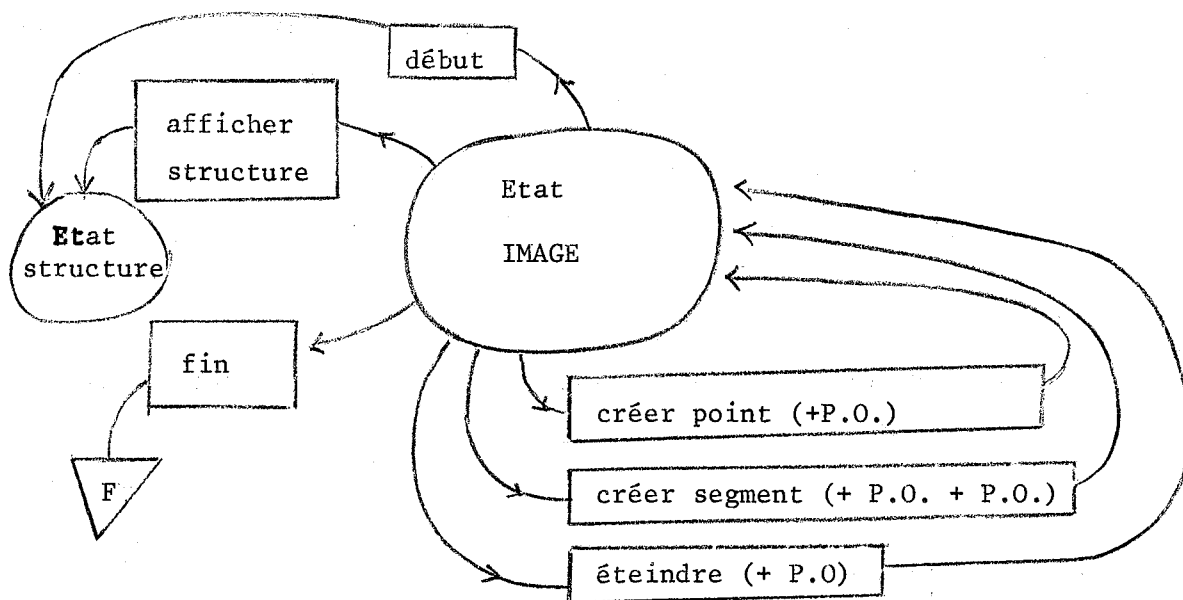 début
afficher
structure
Etat
IMAGE
Etat
structure
fin
créer point (+P.O.)
F
créer segment (+ P.O. + P.O.)
éteindre (+ P.O)